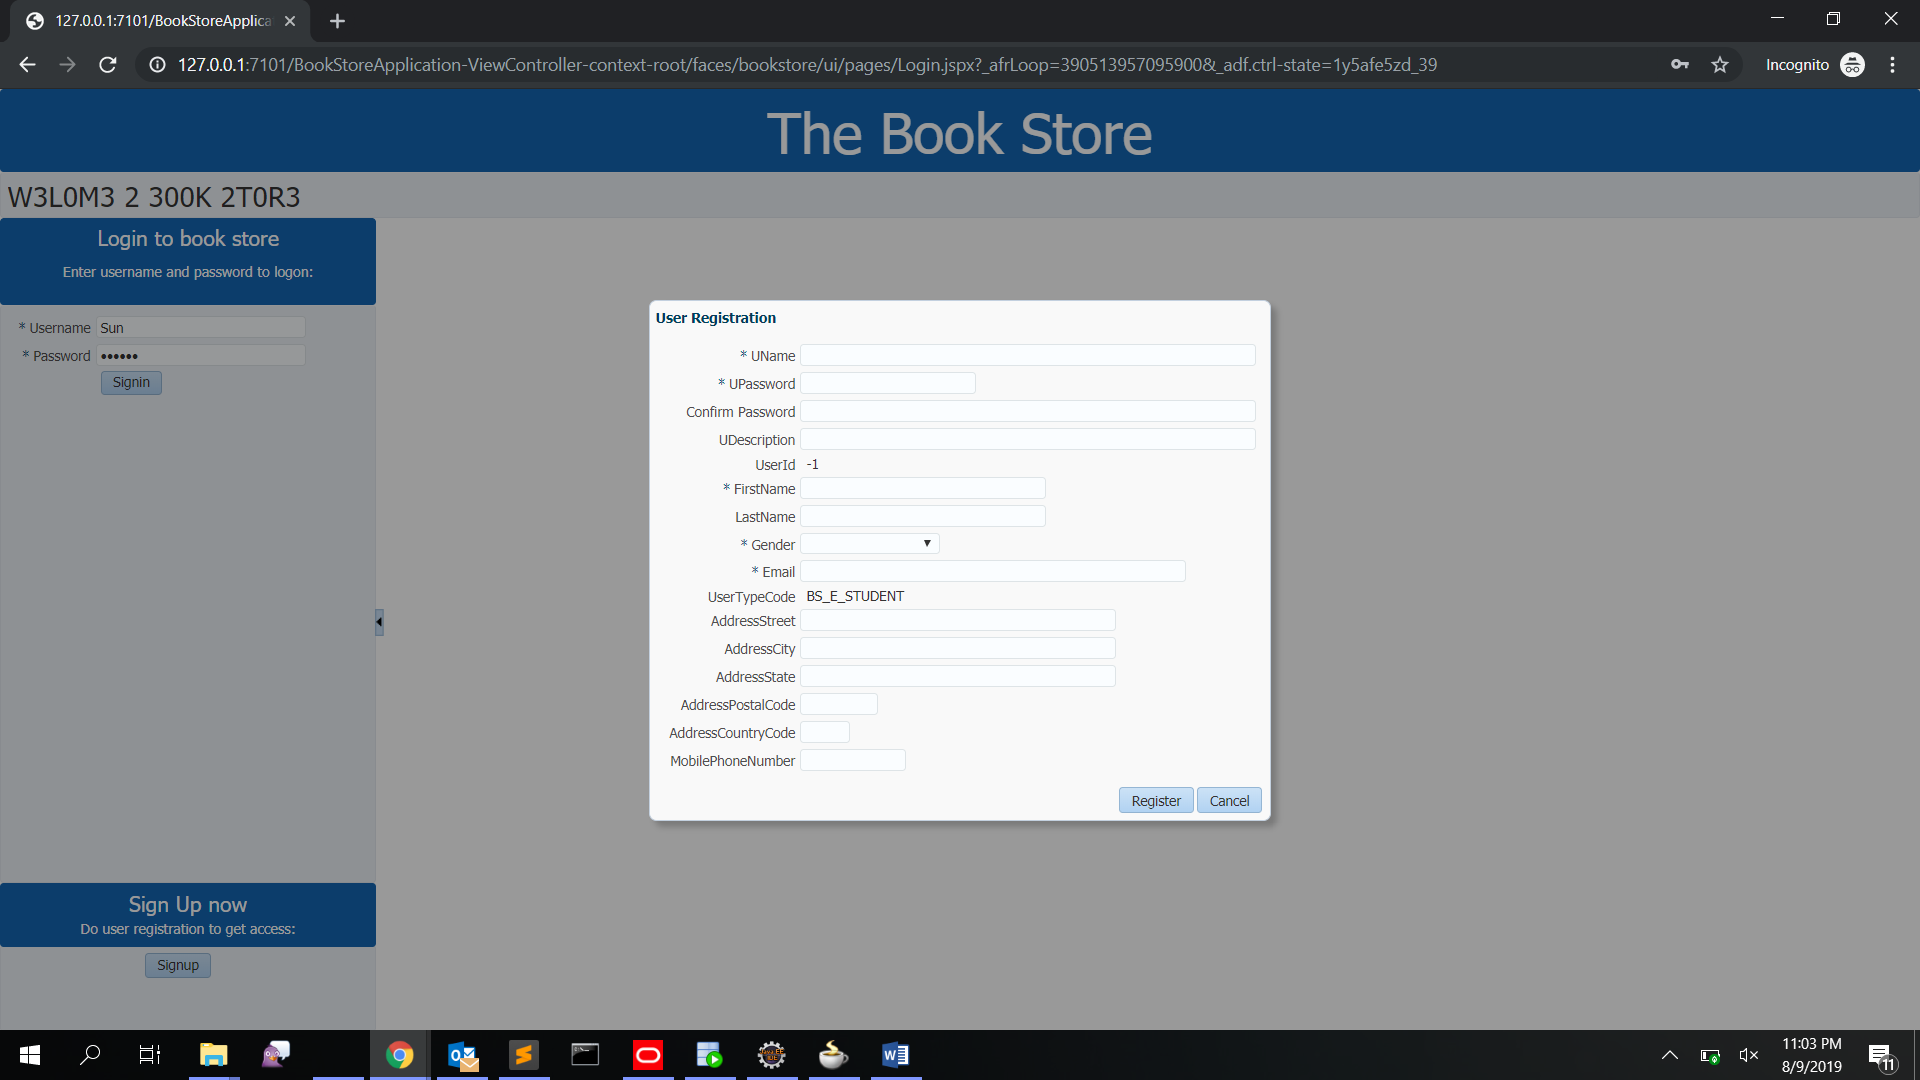 127.0.0.1:7101/BookStoreApplica
127.0.0.1:7101/BookStoreApplication-ViewController-context-root/faces/bookstore/ui/pages/Login.jspx?_afrLoop=390513957095900&_adf.ctrl-state=1y5afe5zd_39
Incognito
The Book Store
W3L0M3 2 300K 2T0R3
Login to book store
Enter username and password to logon:
* Username Sun
* Password ••••••
Signin
User Registration
* UName
* UPassword
Confirm Password
UDescription
UserId -1
* FirstName
LastName
* Gender
* Email
UserTypeCode BS_E_STUDENT
AddressStreet
AddressCity
AddressState
AddressPostalCode
AddressCountryCode
MobilePhoneNumber
Register Cancel
Sign Up now
Do user registration to get access:
Signup
11:03 PM
8/9/2019
11